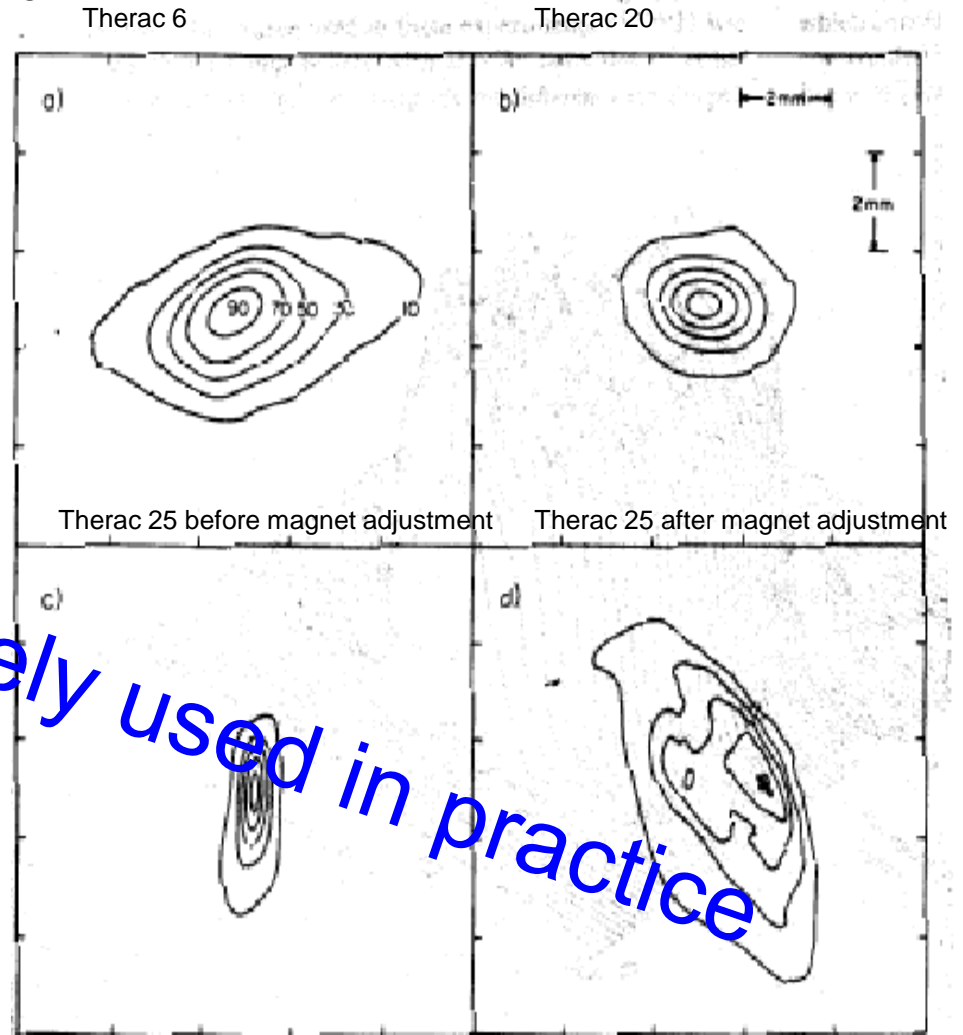 Therac 6
Therac 20
a)
b)
2mm
2mm
90 70 50 30 10
Therac 25 before magnet adjustment
Therac 25 after magnet adjustment
c)
d)
ely used in practice